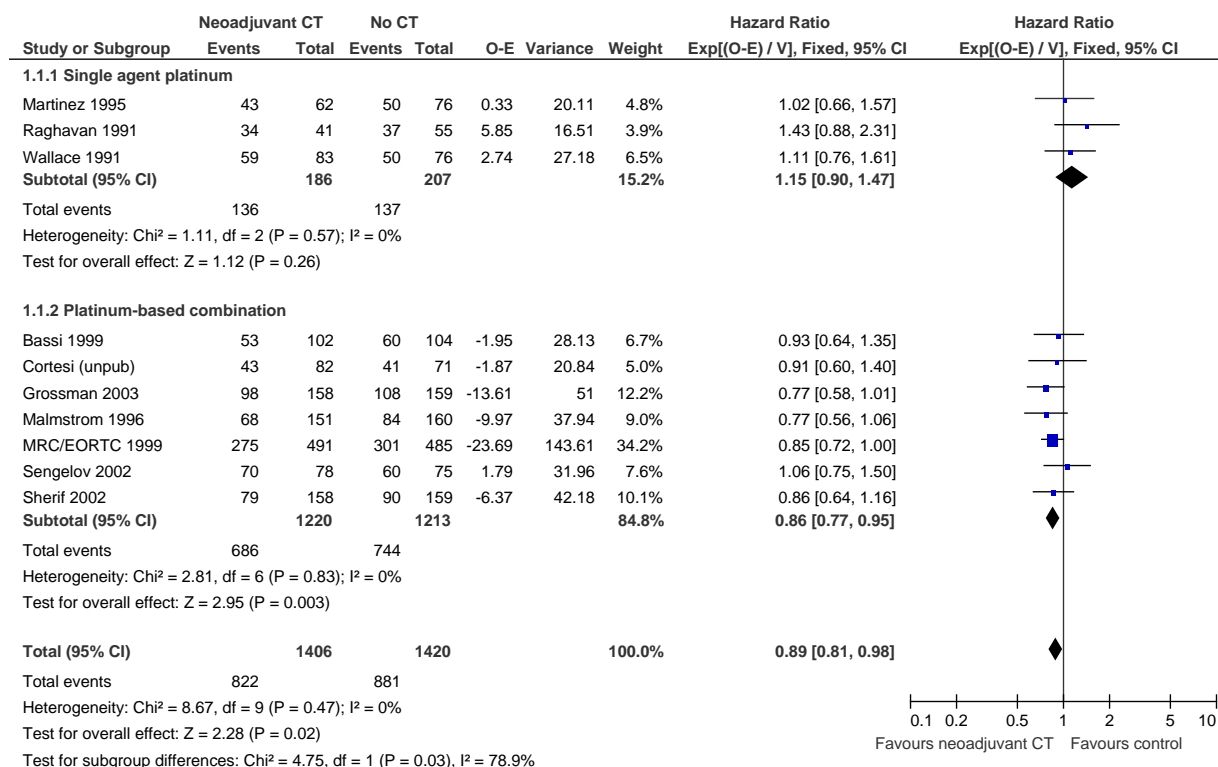 Neoadjuvant CT No CT Hazard Ratio Hazard Ratio
Study or Subgroup Events Total Events Total O-E Variance Weight Exp[(O-E) / V], Fixed, 95% CI Exp[(O-E) / V], Fixed, 95% CI
1.1.1 Single agent platinum
Martinez 1995 43 62 50 76 0.33 20.11 4.8% 1.02 [0.66, 1.57]
Raghavan 1991 34 41 37 55 5.85 16.51 3.9% 1.43 [0.88, 2.31]
Wallace 1991 59 83 50 76 2.74 27.18 6.5% 1.11 [0.76, 1.61]
Subtotal (95% CI) 186 207 15.2% 1.15 [0.90, 1.47]
Total events 136 137
Heterogeneity: Chi² = 1.11, df = 2 (P = 0.57); I² = 0%
Test for overall effect: Z = 1.12 (P = 0.26)
1.1.2 Platinum-based combination
Bassi 1999 53 102 60 104 -1.95 28.13 6.7% 0.93 [0.64, 1.35]
Cortesi (unpub) 43 82 41 71 -1.87 20.84 5.0% 0.91 [0.60, 1.40]
Grossman 2003 98 158 108 159 -13.61 51 12.2% 0.77 [0.58, 1.01]
Malmstrom 1996 68 151 84 160 -9.97 37.94 9.0% 0.77 [0.56, 1.06]
MRC/EORTC 1999 275 491 301 485 -23.69 143.61 34.2% 0.85 [0.72, 1.00]
Sengelov 2002 70 78 60 75 1.79 31.96 7.6% 1.06 [0.75, 1.50]
Sherif 2002 79 158 90 159 -6.37 42.18 10.1% 0.86 [0.64, 1.16]
Subtotal (95% CI) 1220 1213 84.8% 0.86 [0.77, 0.95]
Total events 686 744
Heterogeneity: Chi² = 2.81, df = 6 (P = 0.83); I² = 0%
Test for overall effect: Z = 2.95 (P = 0.003)
Total (95% CI) 1406 1420 100.0% 0.89 [0.81, 0.98]
Total events 822 881
Heterogeneity: Chi² = 8.67, df = 9 (P = 0.47); I² = 0%
Test for overall effect: Z = 2.28 (P = 0.02)
Test for subgroup differences: Chi² = 4.75, df = 1 (P = 0.03), I² = 78.9%
0.1 0.2 0.5 1 2 5 10
Favours neoadjuvant CT Favours control